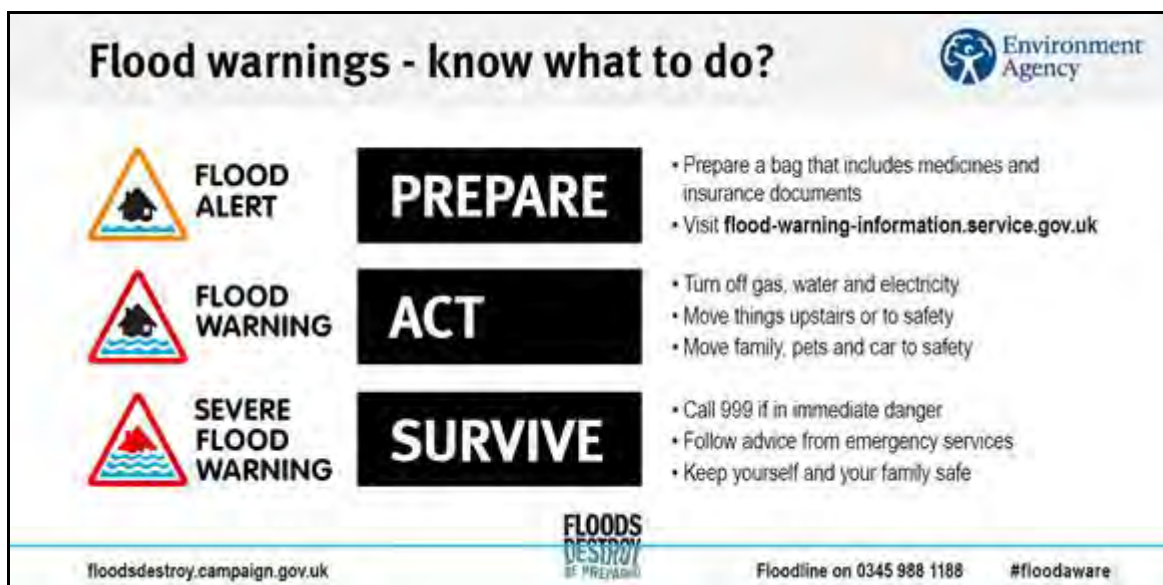 Flood warnings - know what to do?
Environment
Agency
FLOOD
ALERT
PREPARE
• Prepare a bag that includes medicines and
insurance documents
• Visit flood-warning-information.service.gov.uk
FLOOD
WARNING
ACT
• Turn off gas, water and electricity
• Move things upstairs or to safety
• Move family, pets and car to safety
SEVERE
FLOOD
WARNING
SURVIVE
• Call 999 if in immediate danger
• Follow advice from emergency services
• Keep yourself and your family safe
FLOODS
DESTROY
BE PREPARED
floodsdestroy.campaign.gov.uk
Floodline on 0345 988 1188
#floodaware